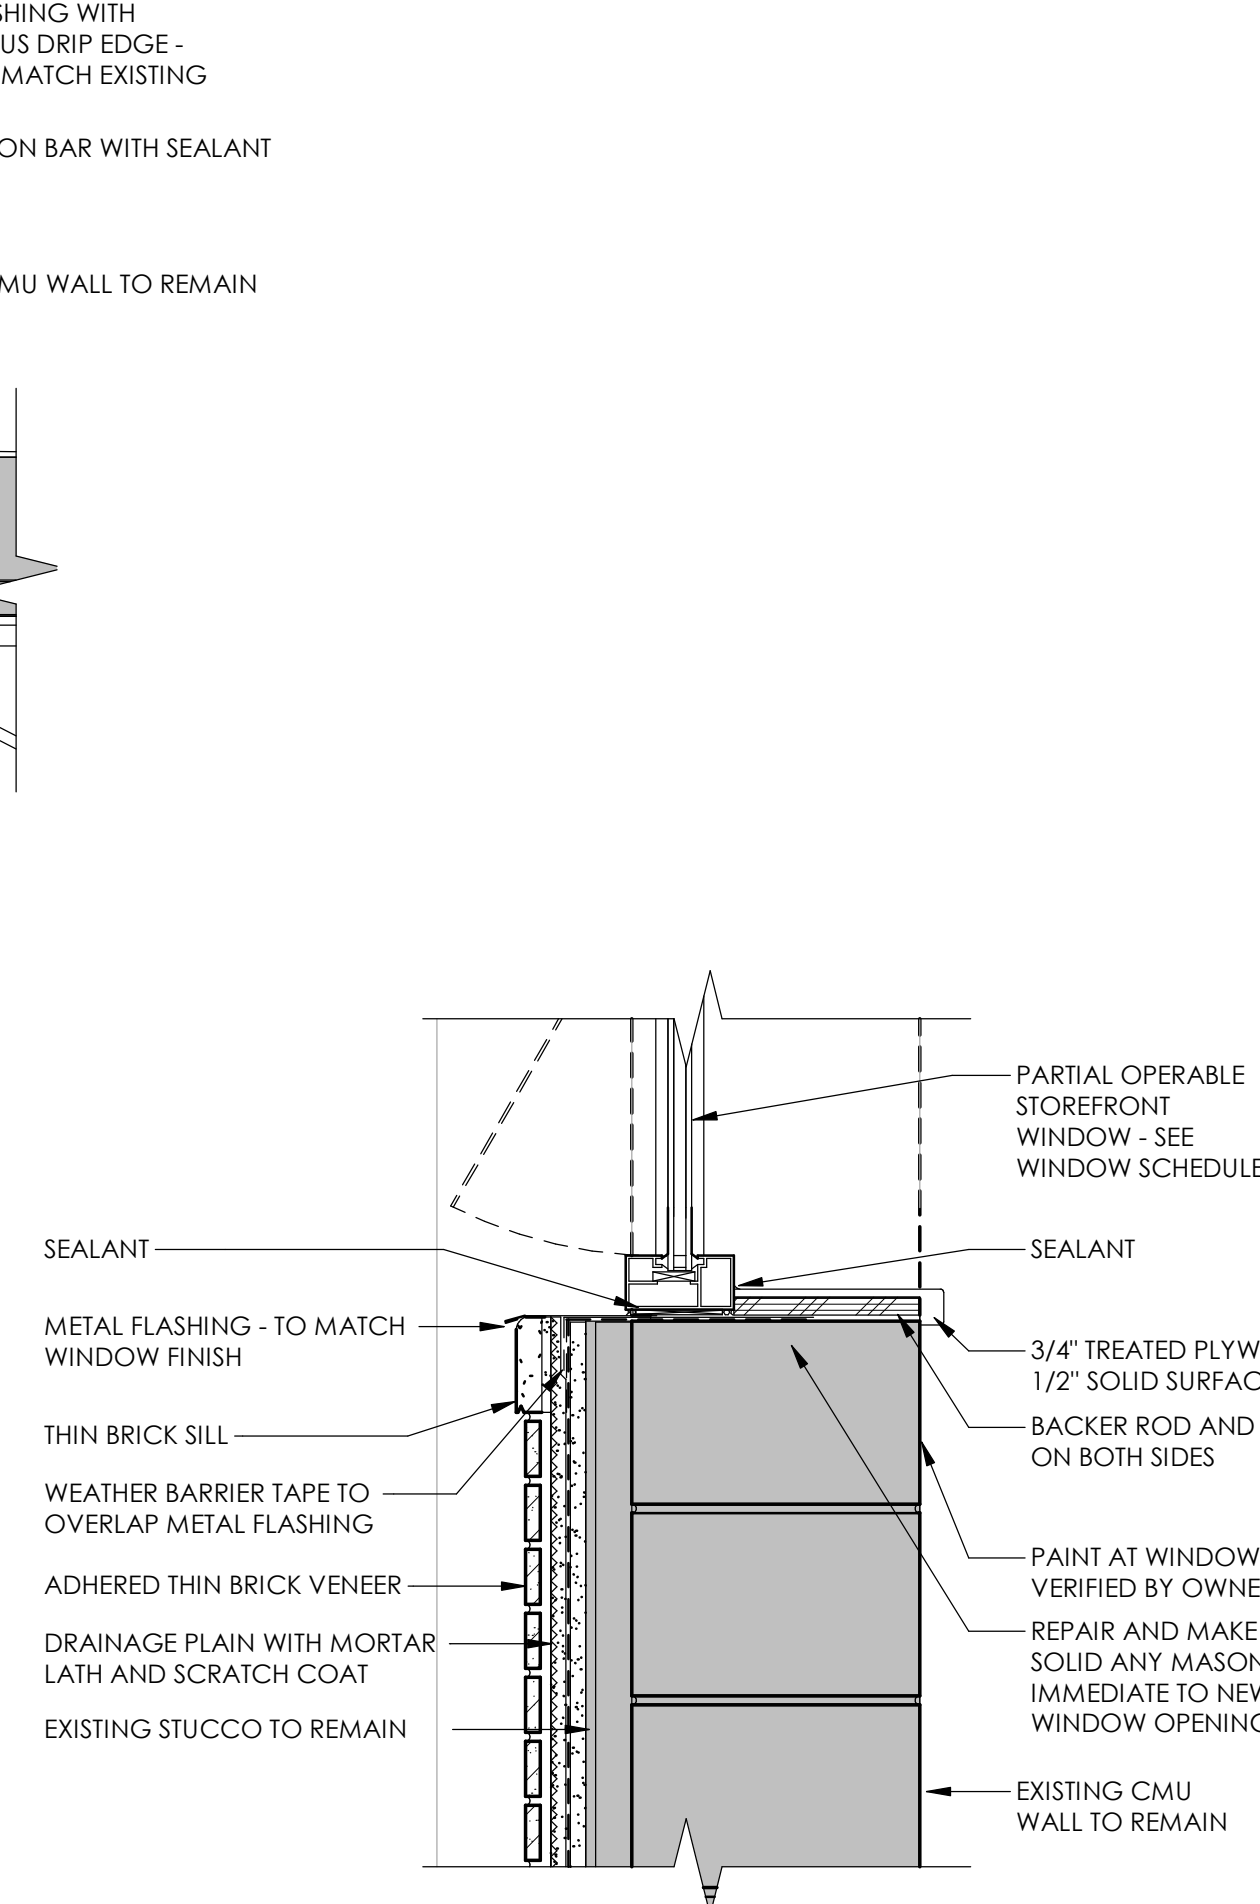 SHING WITH
US DRIP EDGE -
MATCH EXISTING
ON BAR WITH SEALANT
MU WALL TO REMAIN
PARTIAL OPERABLE
STOREFRONT
WINDOW - SEE
WINDOW SCHEDULE
SEALANT
SEALANT
METAL FLASHING - TO MATCH
WINDOW FINISH
3/4" TREATED PLYW
1/2" SOLID SURFAC
THIN BRICK SILL
BACKER ROD AND
ON BOTH SIDES
WEATHER BARRIER TAPE TO
OVERLAP METAL FLASHING
PAINT AT WINDOW
VERIFIED BY OWNE
ADHERED THIN BRICK VENEER
DRAINAGE PLAIN WITH MORTAR
LATH AND SCRATCH COAT
REPAIR AND MAKE
SOLID ANY MASON
IMMEDIATE TO NEW
WINDOW OPENING
EXISTING STUCCO TO REMAIN
EXISTING CMU
WALL TO REMAIN